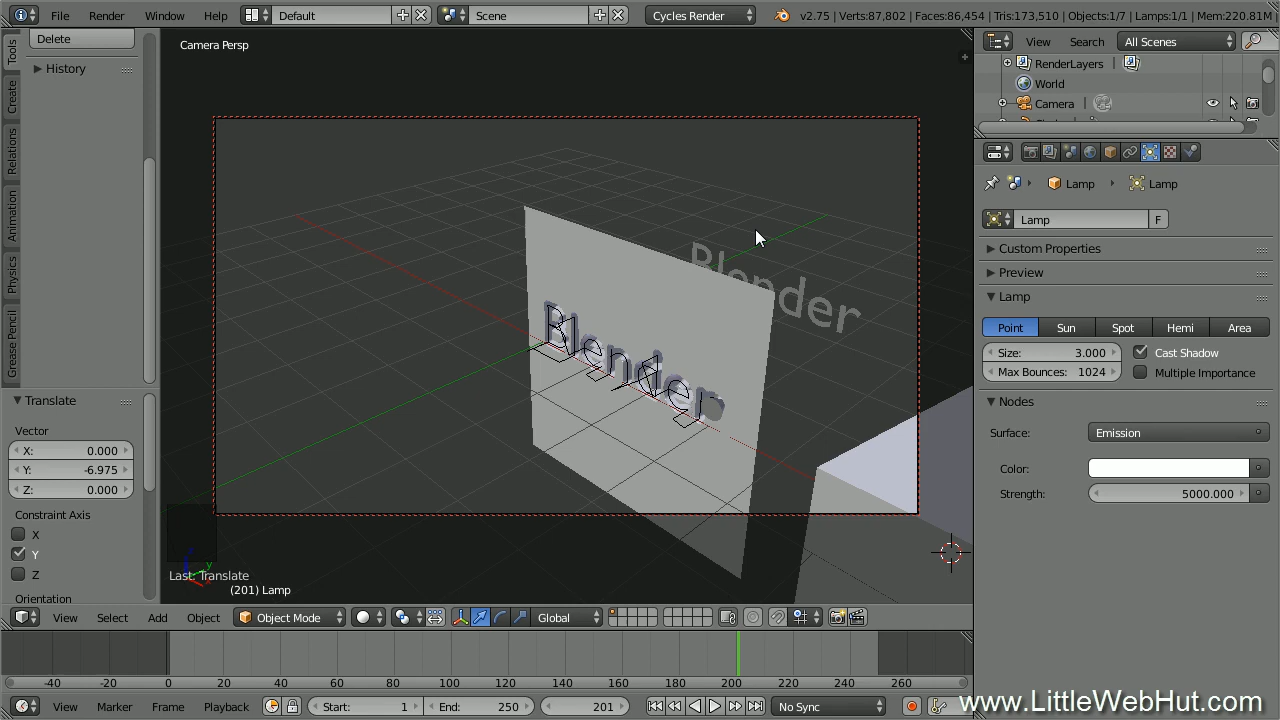 File Render Window Help Default Scene Cycles Render v2.75 | Verts:87,802 | Faces:86,454 | Tris:173,510 | Objects:1/7 | Lamps:1/1 | Mem:220.81M
Delete
History
Tools
Create
Relations
Animation
Physics
Grease Pencil
Camera Persp
Blender
Blender
View Search All Scenes
RenderLayers
World
Camera
Lamp Lamp
Lamp F
Custom Properties
Preview
Lamp
Point Sun Spot Hemi Area
Size: 3.000 Cast Shadow
Max Bounces: 1024 Multiple Importance
Nodes
Surface: Emission
Color:
Strength: 5000.000
Translate
Vector
X: 0.000
Y: -6.975
Z: 0.000
Constraint Axis
X
Y
Z
Orientation
Last: Translate
(201) Lamp
View Select Add Object Object Mode Global
-40 -20 0 20 40 60 80 100 120 140 160 180 200 220 240 260
View Marker Frame Playback Start: 1 End: 250 201 No Sync
www.LittleWebHut.com